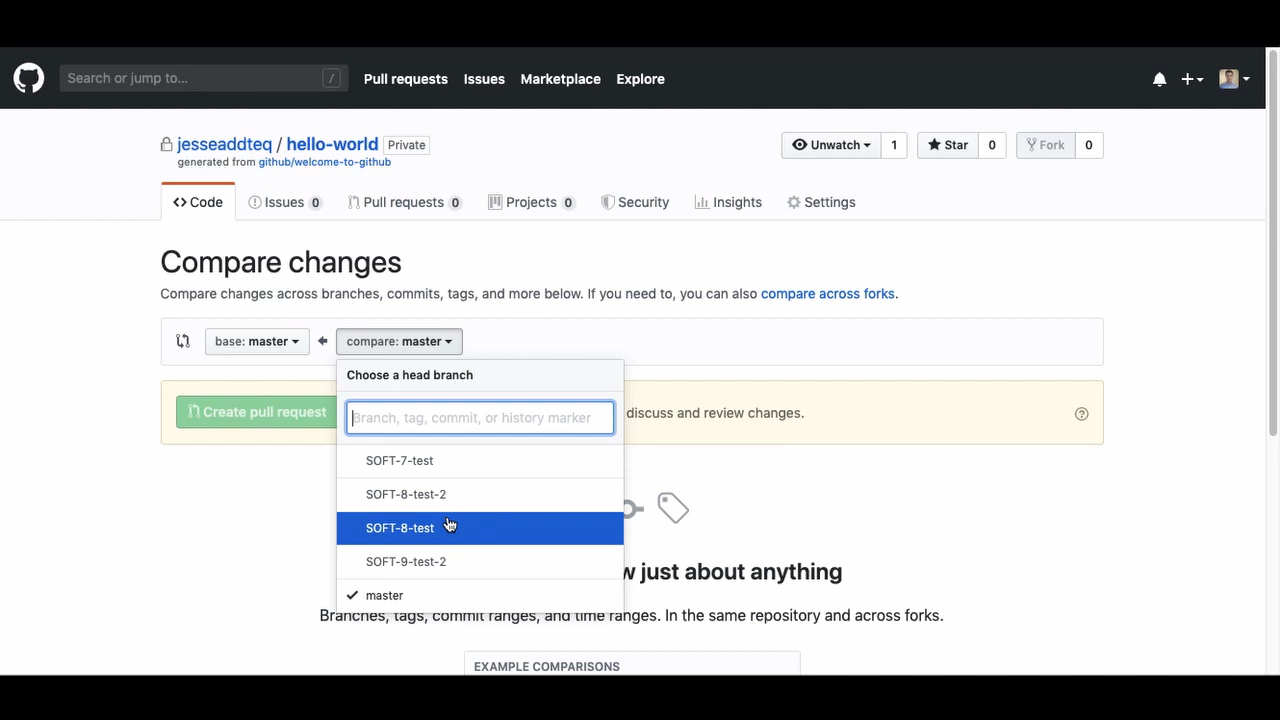 Search or jump to... /
Pull requests Issues Marketplace Explore
jesseaddteq / hello-world Private
generated from github/welcome-to-github
Unwatch 1 Star 0 Fork 0
Code Issues 0 Pull requests 0 Projects 0 Security Insights Settings
Compare changes
Compare changes across branches, commits, tags, and more below. If you need to, you can also compare across forks.
base: master compare: master
Choose a head branch
Create pull request discuss and review changes. ?
Branch, tag, commit, or history marker
SOFT-7-test
SOFT-8-test-2
SOFT-8-test
SOFT-9-test-2
just about anything
master
Branches, tags, commit ranges, and time ranges. In the same repository and across forks.
EXAMPLE COMPARISONS